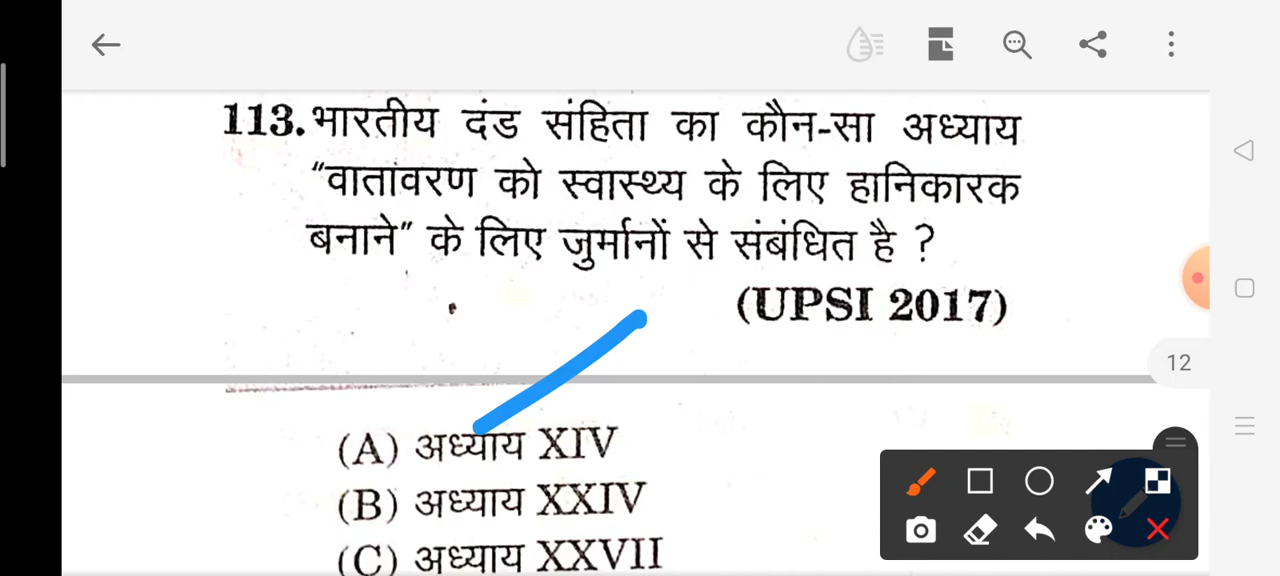 113. भारतीय दंड संहिता का कौन-सा अध्याय
"वातावरण को स्वास्थ्य के लिए हानिकारक
बनाने" के लिए जुर्मानों से संबंधित है ?
(UPSI 2017)
12
(A) अध्याय XIV
(B) अध्याय XXIV
(C) अध्याय XXVII